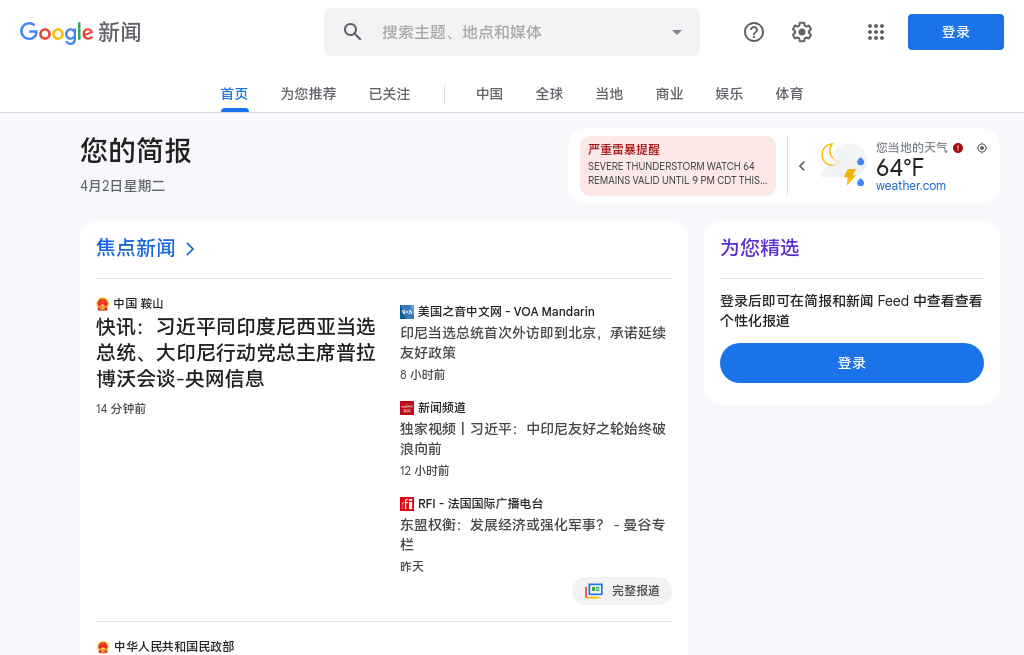 Google 新闻
搜索主题、地点和媒体
登录
首页
为您推荐
已关注
中国
全球
当地
商业
娱乐
体育
您的简报
4月2日星期二
严重雷暴提醒
SEVERE THUNDERSTORM WATCH 64
REMAINS VALID UNTIL 9 PM CDT THIS...
您当地的天气
64°F
weather.com
焦点新闻
中国 鞍山
快讯：习近平同印度尼西亚当选
总统、大印尼行动党总主席普拉
博沃会谈-央网信息
14 分钟前
美国之音中文网 - VOA Mandarin
印尼当选总统首次外访即到北京，承诺延续
友好政策
8 小时前
新闻频道
独家视频丨习近平：中印尼友好之轮始终破
浪向前
12 小时前
RFI - 法国国际广播电台
东盟权衡：发展经济或强化军事？ - 曼谷专
栏
昨天
完整报道
中华人民共和国民政部
为您精选
登录后即可在简报和新闻 Feed 中查看查看
个性化报道
登录